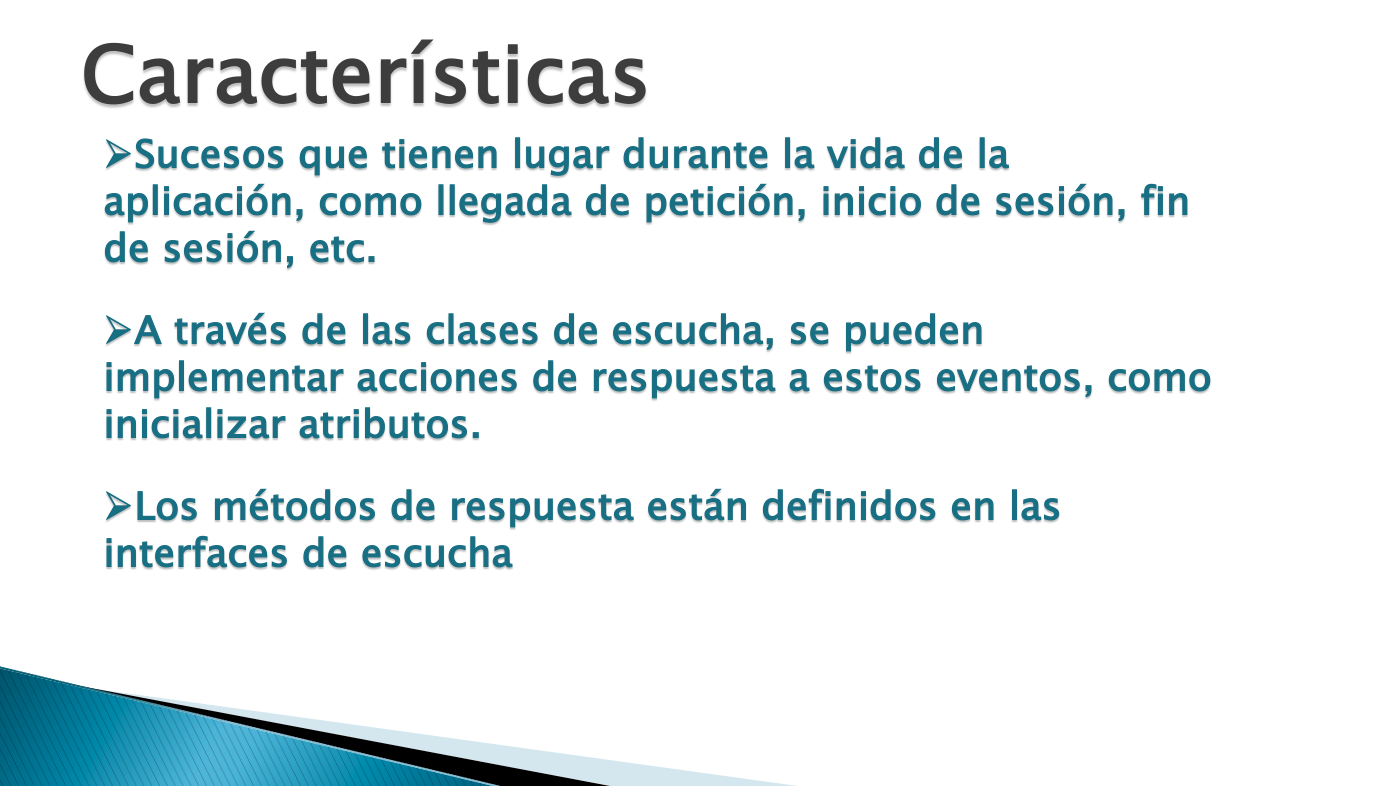 Características
➢Sucesos que tienen lugar durante la vida de la
aplicación, como llegada de petición, inicio de sesión, fin
de sesión, etc.
➢A través de las clases de escucha, se pueden
implementar acciones de respuesta a estos eventos, como
inicializar atributos.
➢Los métodos de respuesta están definidos en las
interfaces de escucha